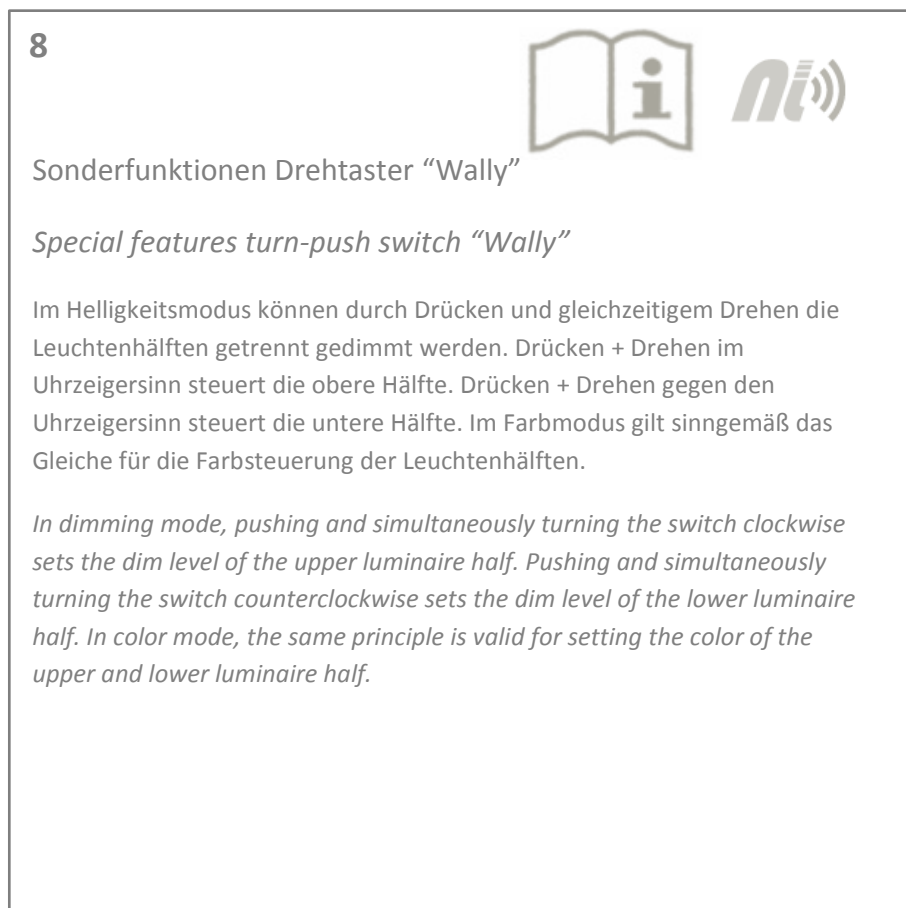 8
ni
Sonderfunktionen Drehtaster “Wally”
Special features turn-push switch “Wally”
Im Helligkeitsmodus können durch Drücken und gleichzeitigem Drehen die
Leuchtenhälften getrennt gedimmt werden. Drücken + Drehen im
Uhrzeigersinn steuert die obere Hälfte. Drücken + Drehen gegen den
Uhrzeigersinn steuert die untere Hälfte. Im Farbmodus gilt sinngemäß das
Gleiche für die Farbsteuerung der Leuchtenhälften.
In dimming mode, pushing and simultaneously turning the switch clockwise
sets the dim level of the upper luminaire half. Pushing and simultaneously
turning the switch counterclockwise sets the dim level of the lower luminaire
half. In color mode, the same principle is valid for setting the color of the
upper and lower luminaire half.